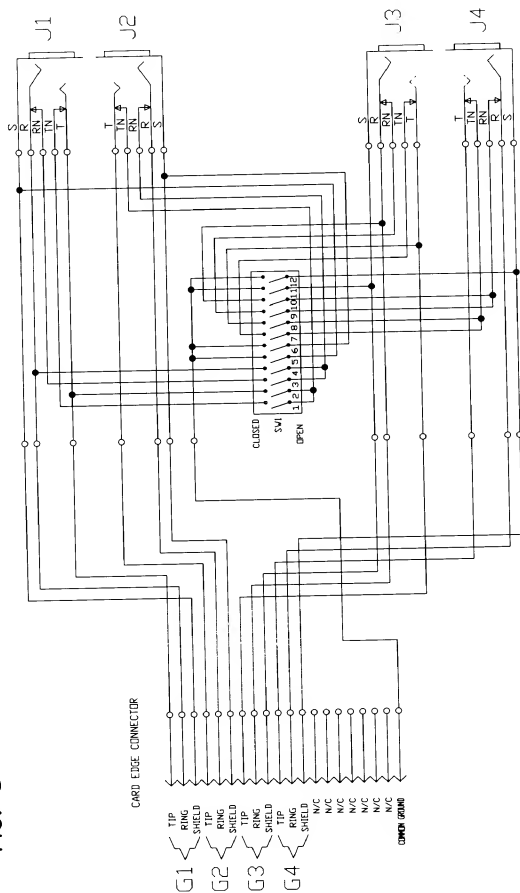 J1
J2
J3
J4
S
R
RN
TN
T
T
TN
RN
R
S
S
R
RN
TN
T
T
TN
RN
R
S
CLOSED
SW1
OPEN
1 2 3 4 5 6 7 8 9 10 11 12
CARD EDGE CONNECTOR
G1
TIP
RING
SHIELD
G2
TIP
RING
SHIELD
G3
TIP
RING
SHIELD
G4
TIP
RING
SHIELD
N/C
N/C
N/C
N/C
N/C
N/C
N/C
COMMON GROUND